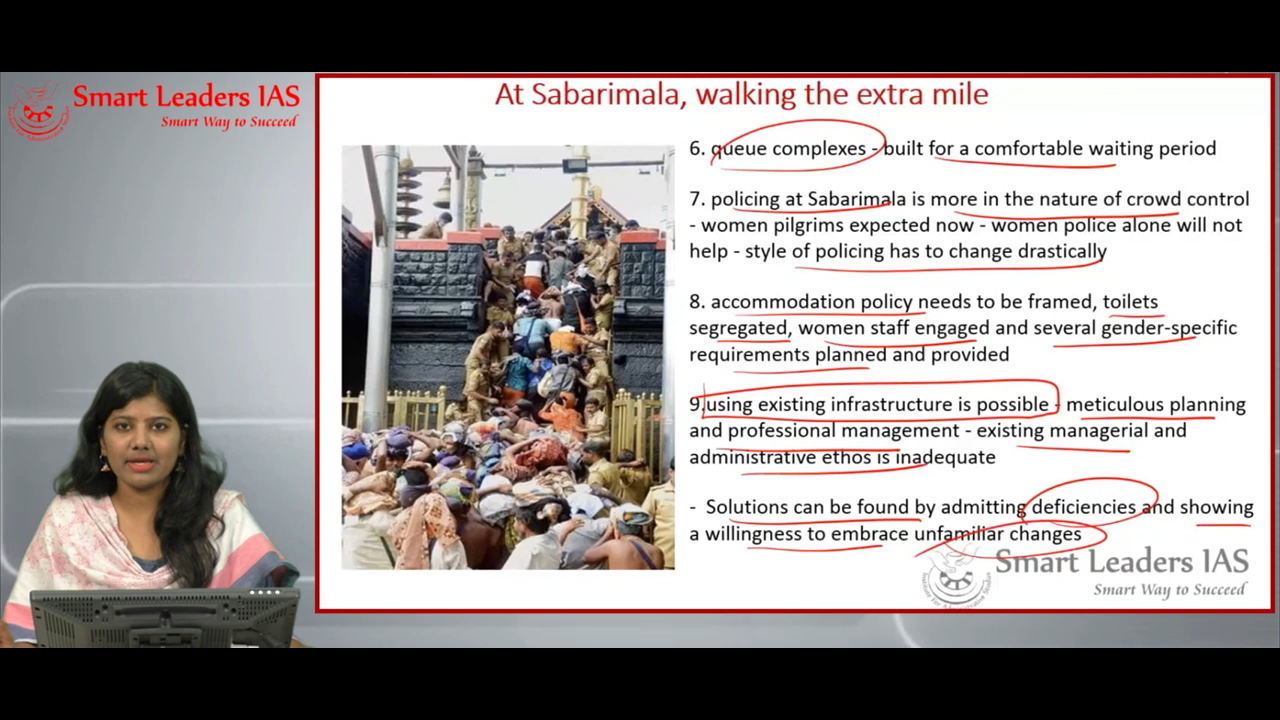 Smart Leaders IAS
Smart Way to Succeed
At Sabarimala, walking the extra mile
6. queue complexes - built for a comfortable waiting period
7. policing at Sabarimala is more in the nature of crowd control
- women pilgrims expected now - women police alone will not
help - style of policing has to change drastically
8. accommodation policy needs to be framed, toilets
segregated, women staff engaged and several gender-specific
requirements planned and provided
9.using existing infrastructure is possible - meticulous planning
and professional management - existing managerial and
administrative ethos is inadequate
- Solutions can be found by admitting deficiencies and showing
a willingness to embrace unfamiliar changes
Smart Leaders IAS
Smart Way to Succeed